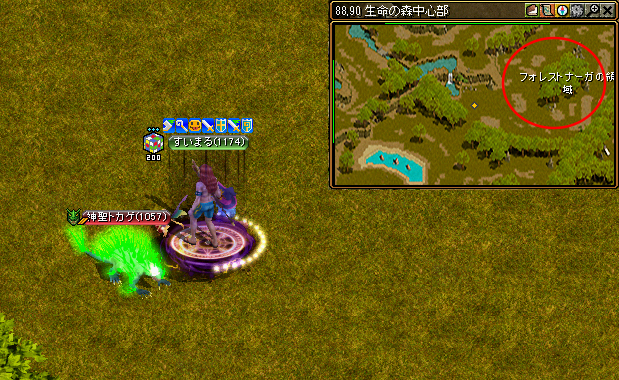 88,90 生命の森中心部
フォレストナーガの領
域
すいまる(1174)
200
神聖トカゲ(1057)